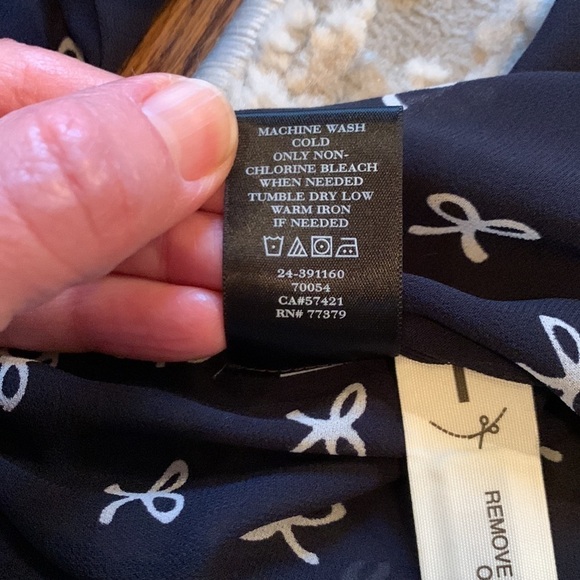 MACHINE WASH
COLD
ONLY NON-
CHLORINE BLEACH
WHEN NEEDED
TUMBLE DRY LOW
WARM IRON
IF NEEDED
24-391160
70054
CA#57421
RN# 77379
REMOVE
O